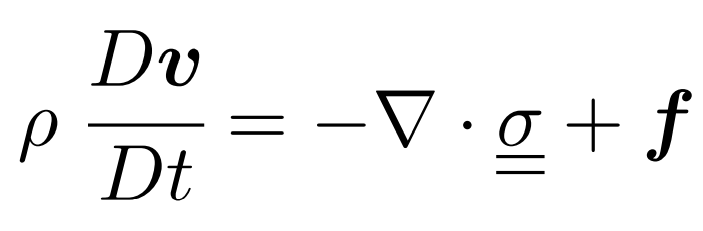 ρ D𝒗/Dt = −∇ · σ̳ + 𝒇